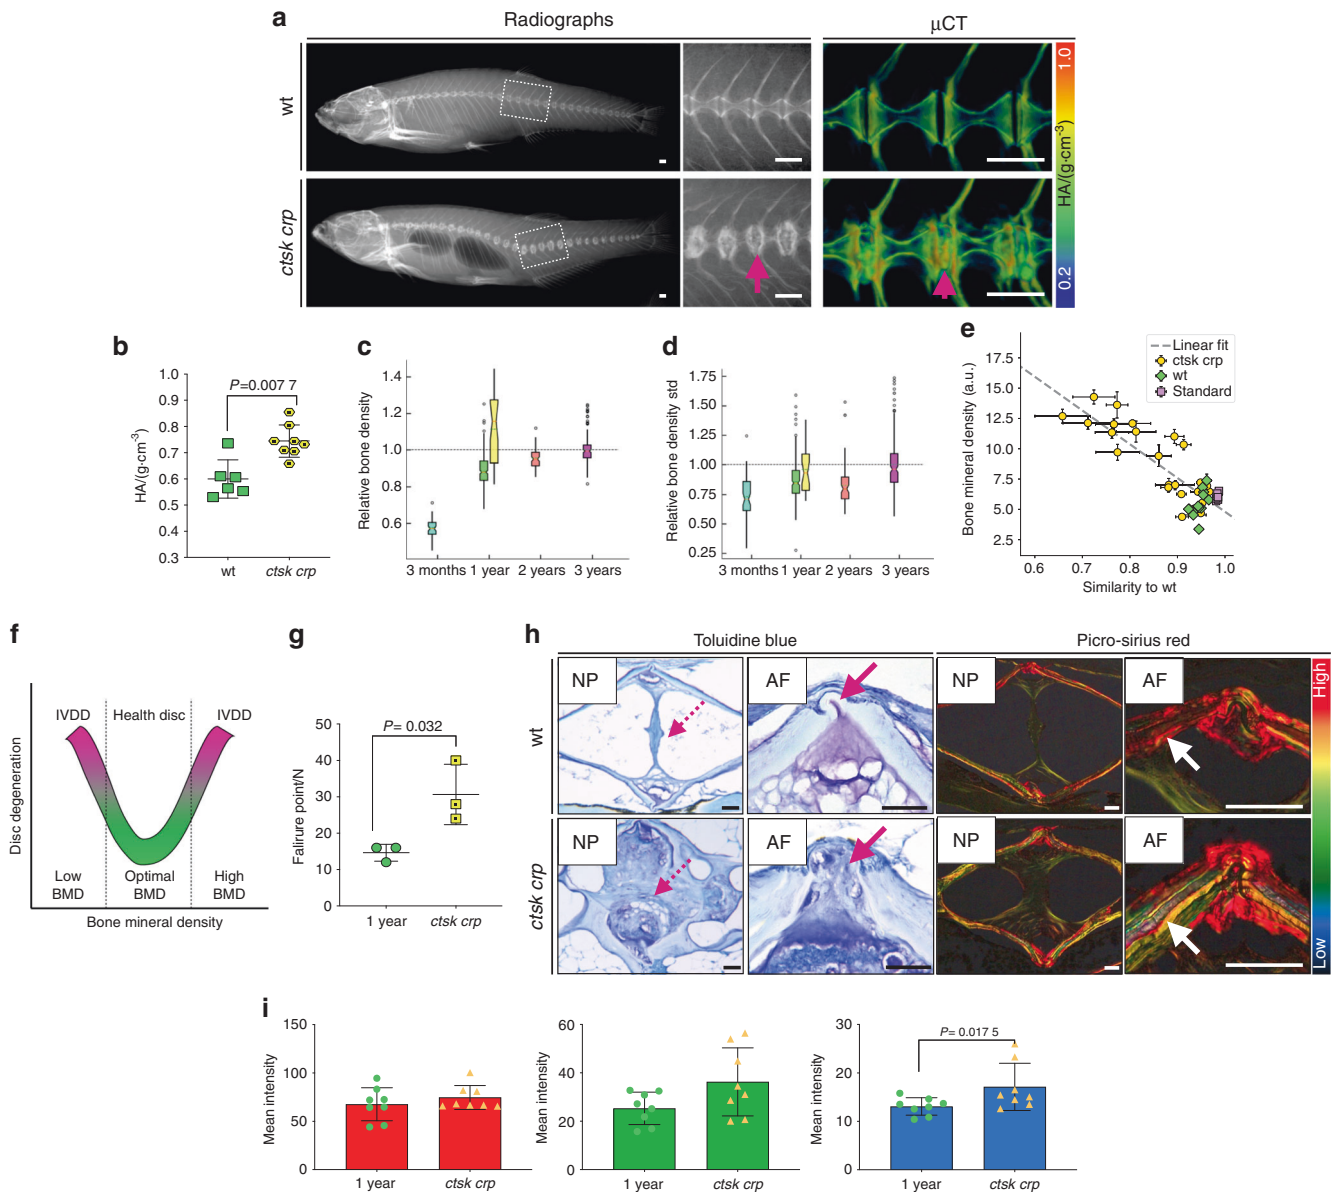 a
Radiographs
μCT
wt
ctsk crp
1.0
HA/(g·cm⁻³)
0.2
b
P=0.007 7
HA/(g·cm⁻³)
1.0
0.9
0.8
0.7
0.6
0.5
0.4
0.3
wt
ctsk crp
c
Relative bone density
1.4
1.2
1.0
0.8
0.6
3 months
1 year
2 years
3 years
d
Relative bone density std
1.75
1.50
1.25
1.00
0.75
0.50
0.25
3 months
1 year
2 years
3 years
e
Bone mineral density (a.u.)
17.5
15.0
12.5
10.0
7.5
5.0
2.5
Linear fit
ctsk crp
wt
Standard
0.6
0.7
0.8
0.9
1.0
Similarity to wt
f
Disc degeneration
IVDD
Health disc
IVDD
Low BMD
Optimal BMD
High BMD
Bone mineral density
g
P= 0.032
Failure point/N
50
40
30
20
10
0
1 year
ctsk crp
h
Toluidine blue
Picro-sirius red
wt
NP
AF
NP
AF
ctsk crp
NP
AF
NP
AF
High
Low
i
Mean intensity
150
100
50
0
1 year
ctsk crp
Mean intensity
60
40
20
0
1 year
ctsk crp
Mean intensity
30
20
10
0
P= 0.017 5
1 year
ctsk crp